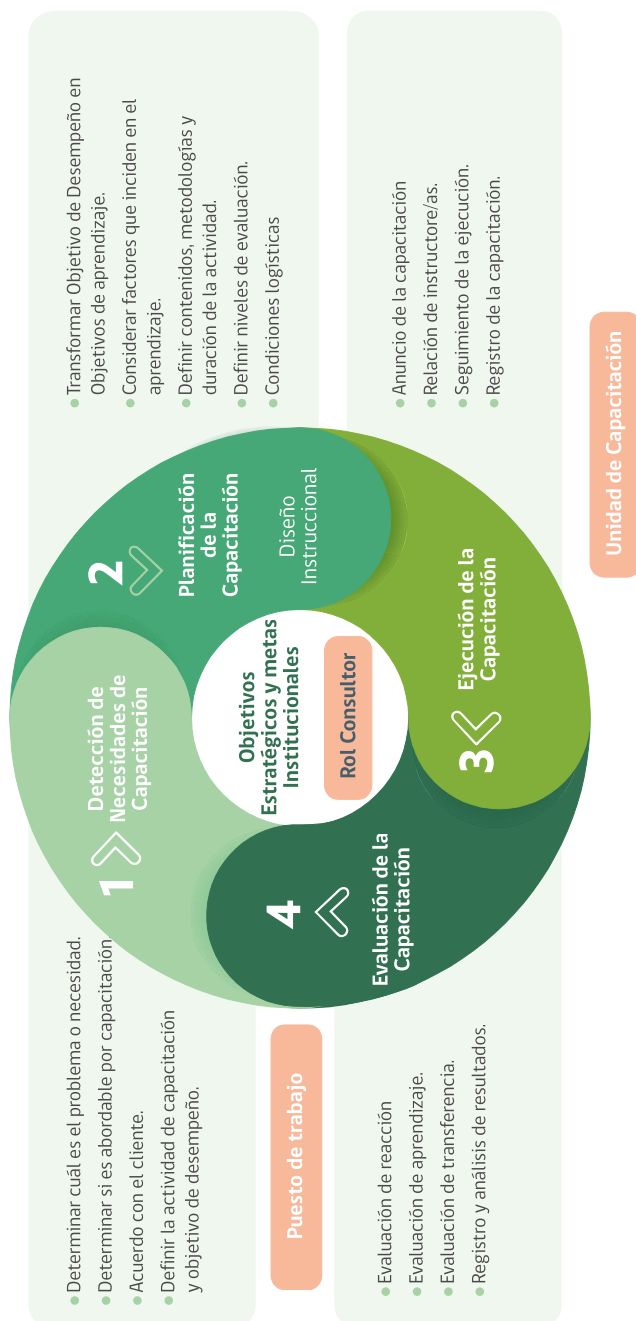 Determinar cuál es el problema o necesidad.
Determinar si es abordable por capacitación.
Acuerdo con el cliente.
Definir la actividad de capacitación
y objetivo de desempeño.
1
Detección de
Necesidades de
Capacitación
2
Planificación
de la
Capacitación
Diseño
Instruccional
Transformar Objetivo de Desempeño en
Objetivos de aprendizaje.
Considerar factores que inciden en el
aprendizaje.
Definir contenidos, metodologías y
duración de la actividad.
Definir niveles de evaluación.
Condiciones logísticas
Puesto de trabajo
Objetivos
Estratégicos y metas
Institucionales
Rol Consultor
Evaluación de reacción
Evaluación de aprendizaje.
Evaluación de transferencia.
Registro y análisis de resultados.
4
Evaluación de la
Capacitación
3
Ejecución de la
Capacitación
Anuncio de la capacitación
Relación de instructore/as.
Seguimiento de la ejecución.
Registro de la capacitación.
Unidad de Capacitación